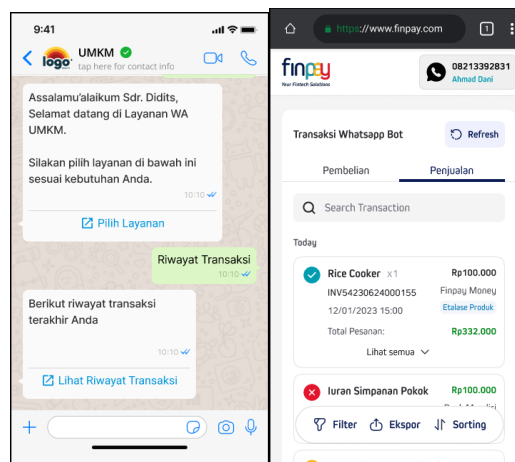 9:41
logo
UMKM
tap here for contact info
Assalamu'alaikum Sdr. Didits,
Selamat datang di Layanan WA
UMKM.
Silakan pilih layanan di bawah ini
sesuai kebutuhan Anda.
10:10
Pilih Layanan
Riwayat Transaksi
10:10
Berikut riwayat transaksi
terakhir Anda
10:10
Lihat Riwayat Transaksi
https://www.finpay.com
1
finpay
Your Fintech Solutions
08213392831
Ahmad Dani
Transaksi Whatsapp Bot
Refresh
Pembelian
Penjualan
Search Transaction
Today
Rice Cooker x1
Rp100.000
INV54230624000155
Finpay Money
12/01/2023 15:00
Etalase Produk
Total Pesanan:
Rp332.000
Lihat semua
Iuran Simpanan Pokok
Rp100.000
Filter
Ekspor
Sorting